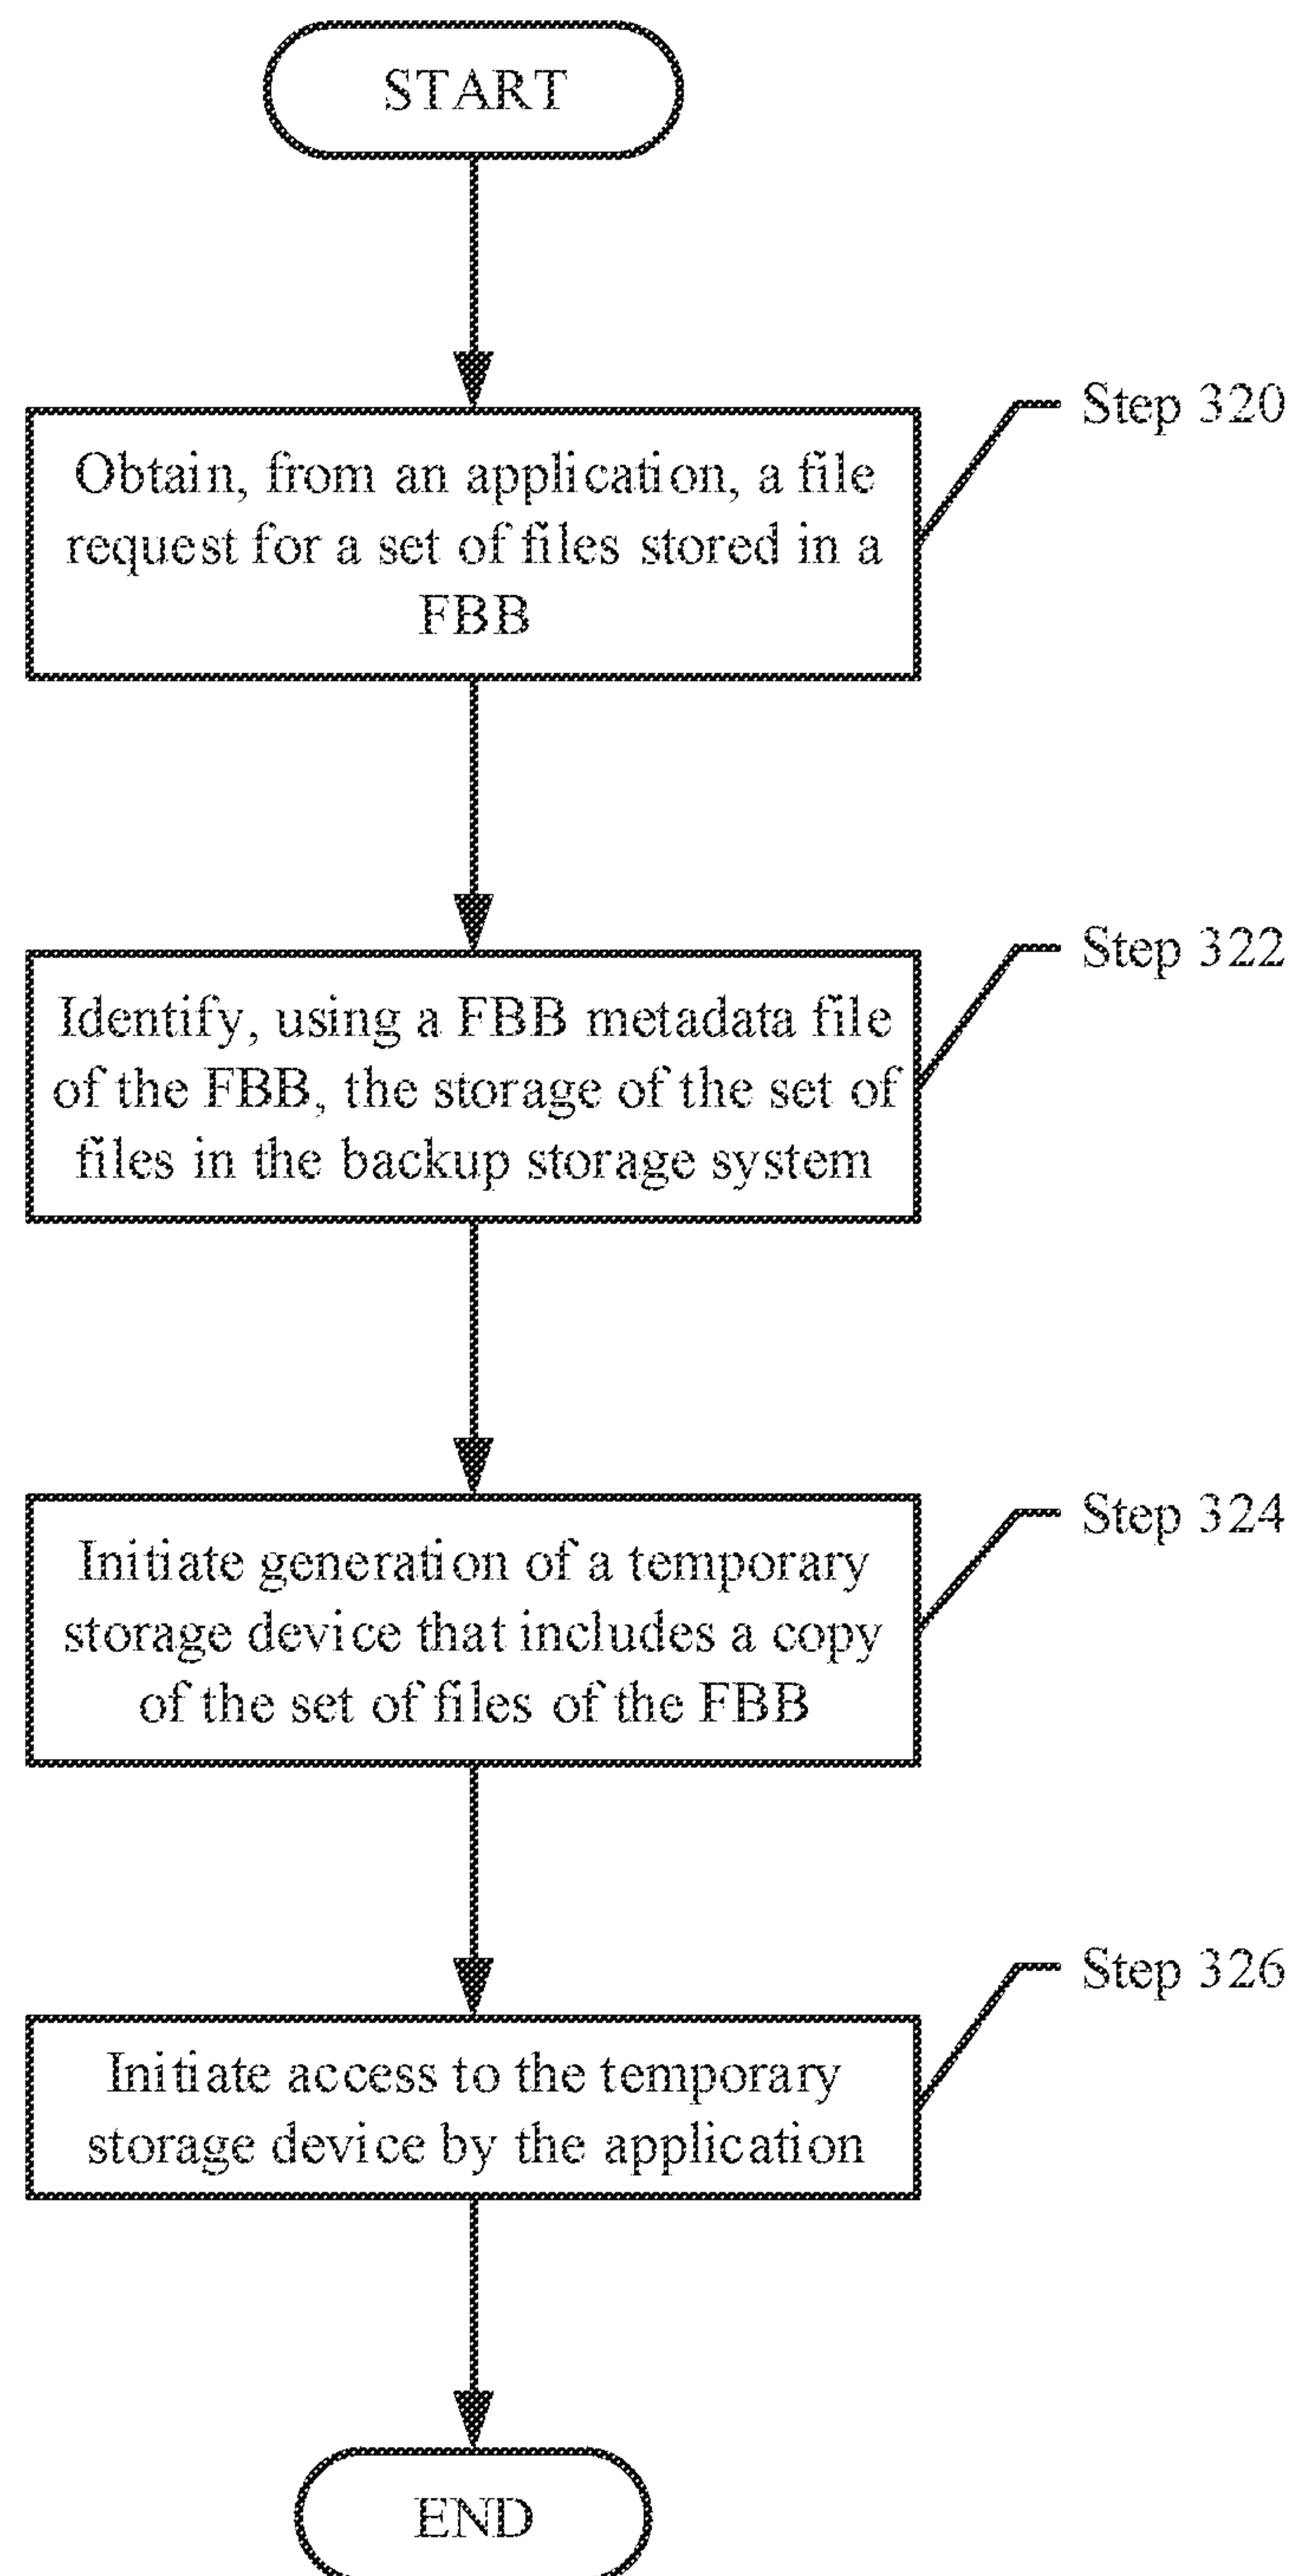 START
Step 320
Obtain, from an application, a file
request for a set of files stored in a
FBB
Step 322
Identify, using a FBB metadata file
of the FBB, the storage of the set of
files in the backup storage system
Step 324
Initiate generation of a temporary
storage device that includes a copy
of the set of files of the FBB
Step 326
Initiate access to the temporary
storage device by the application
END